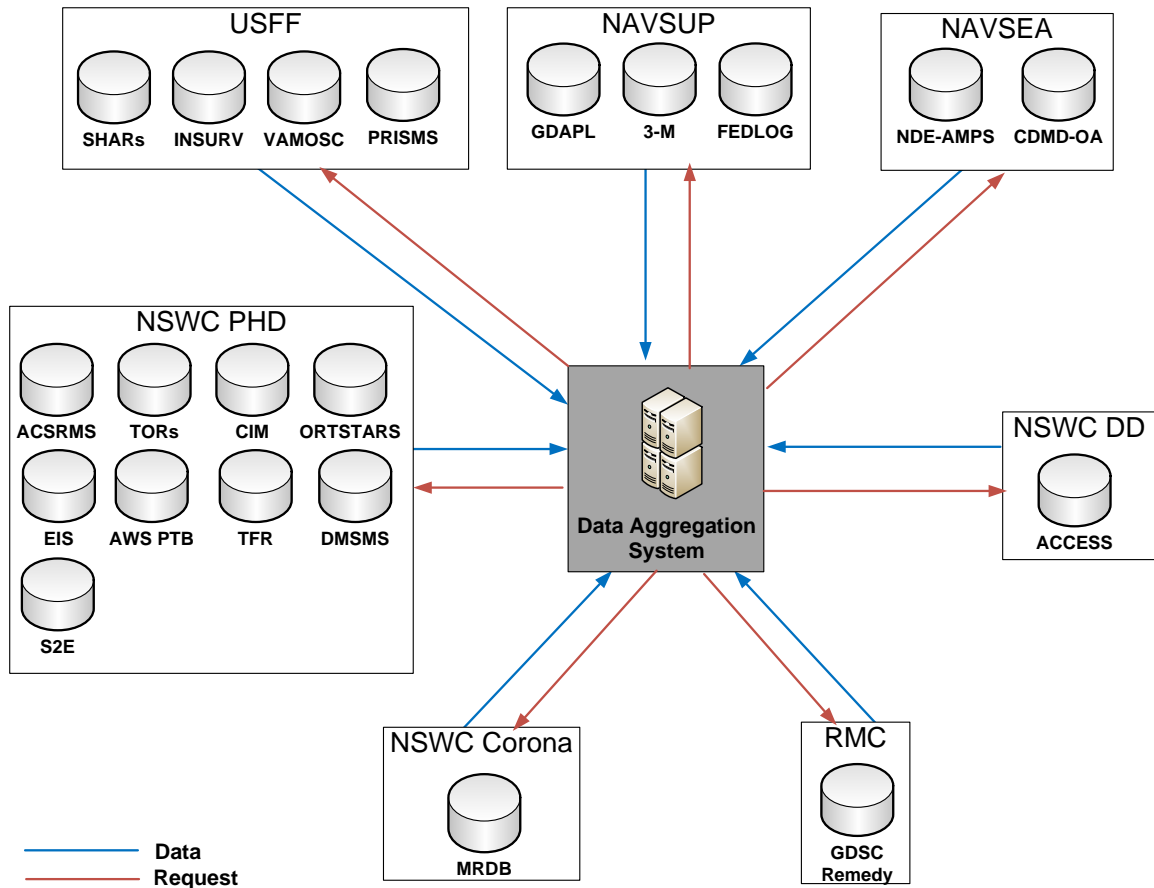 USFF
SHARs INSURV VAMOSC PRISMS
NAVSUP
GDAPL 3-M FEDLOG
NAVSEA
NDE-AMPS CDMD-OA
NSWC PHD
ACSRMS TORs CIM ORTSTARS
EIS AWS PTB TFR DMSMS
S2E
Data Aggregation
System
NSWC DD
ACCESS
NSWC Corona
MRDB
RMC
GDSC
Remedy
Data
Request